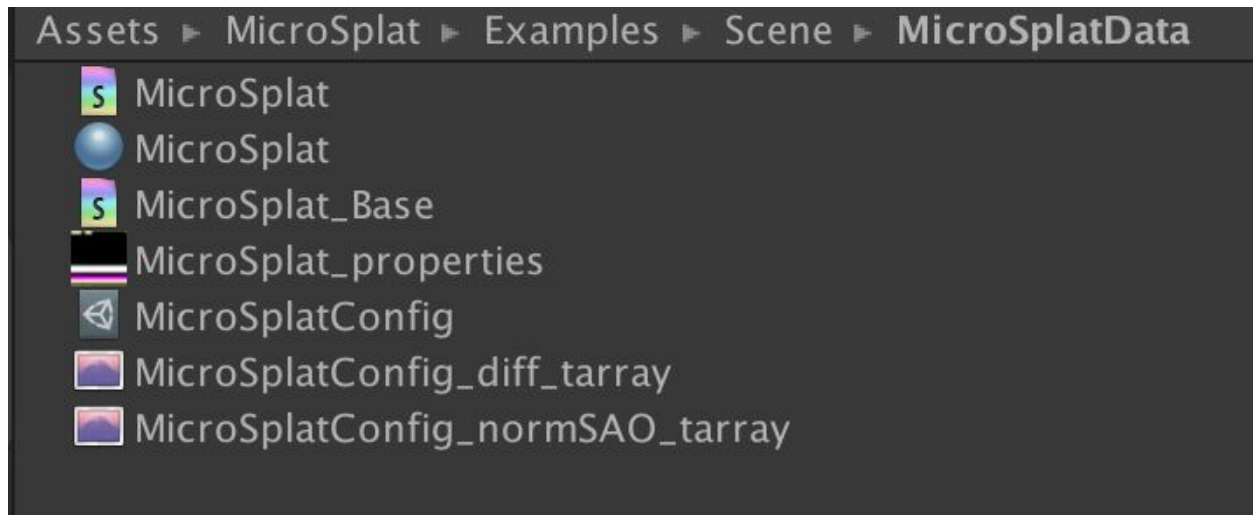 Assets ▸ MicroSplat ▸ Examples ▸ Scene ▸ MicroSplatData
MicroSplat
MicroSplat
MicroSplat_Base
MicroSplat_properties
MicroSplatConfig
MicroSplatConfig_diff_tarray
MicroSplatConfig_normSAO_tarray